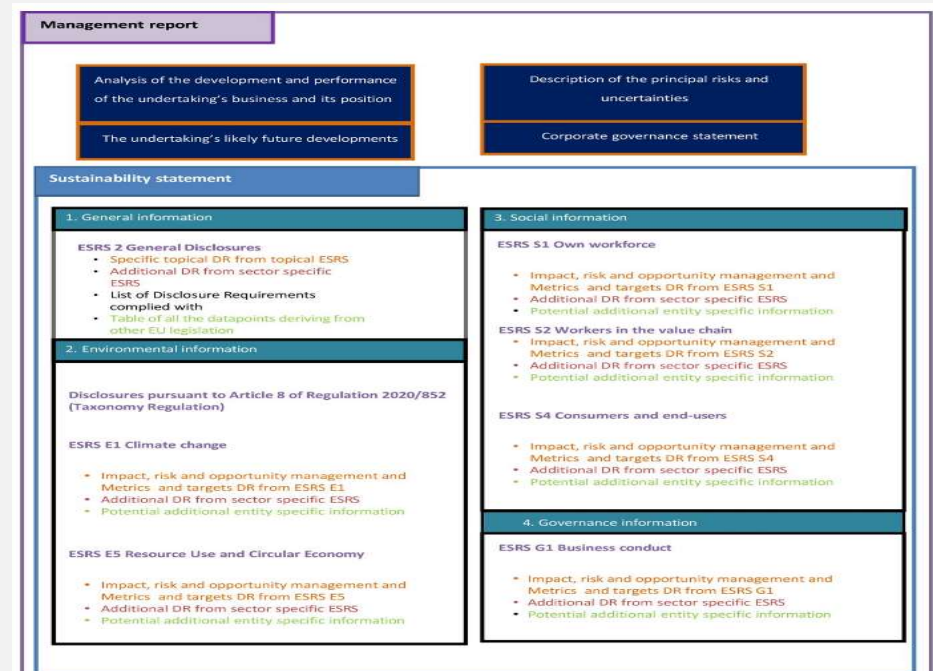 Management report
Analysis of the development and performance
of the undertaking's business and its position
The undertaking's likely future developments
Description of the principal risks and
uncertainties
Corporate governance statement
Sustainability statement
1. General information
ESRS 2 General Disclosures
• Specific topical DR from topical ESRS
• Additional DR from sector specific
ESRS
• List of Disclosure Requirements
complied with
• Table of all the datapoints deriving from
other EU legislation
2. Environmental information
Disclosures pursuant to Article 8 of Regulation 2020/852
(Taxonomy Regulation)
ESRS E1 Climate change
• Impact, risk and opportunity management and
Metrics and targets DR from ESRS E1
• Additional DR from sector specific ESRS
• Potential additional entity specific information
ESRS E5 Resource Use and Circular Economy
• Impact, risk and opportunity management and
Metrics and targets DR from ESRS E5
• Additional DR from sector specific ESRS
• Potential additional entity specific information
3. Social information
ESRS S1 Own workforce
• Impact, risk and opportunity management and
Metrics and targets DR from ESRS S1
• Additional DR from sector specific ESRS
• Potential additional entity specific information
ESRS S2 Workers in the value chain
• Impact, risk and opportunity management and
Metrics and targets DR from ESRS S2
• Additional DR from sector specific ESRS
• Potential additional entity specific information
ESRS S4 Consumers and end-users
• Impact, risk and opportunity management and
Metrics and targets DR from ESRS S4
• Additional DR from sector specific ESRS
• Potential additional entity specific information
4. Governance information
ESRS G1 Business conduct
• Impact, risk and opportunity management and
Metrics and targets DR from ESRS G1
• Additional DR from sector specific ESRS
• Potential additional entity specific information